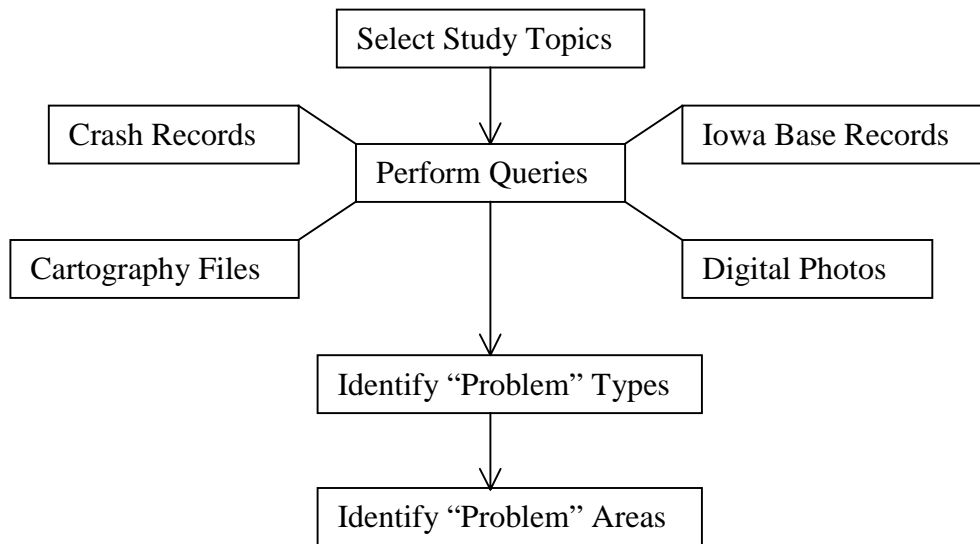 Select Study Topics
Crash Records
Iowa Base Records
Perform Queries
Cartography Files
Digital Photos
Identify “Problem” Types
Identify “Problem” Areas